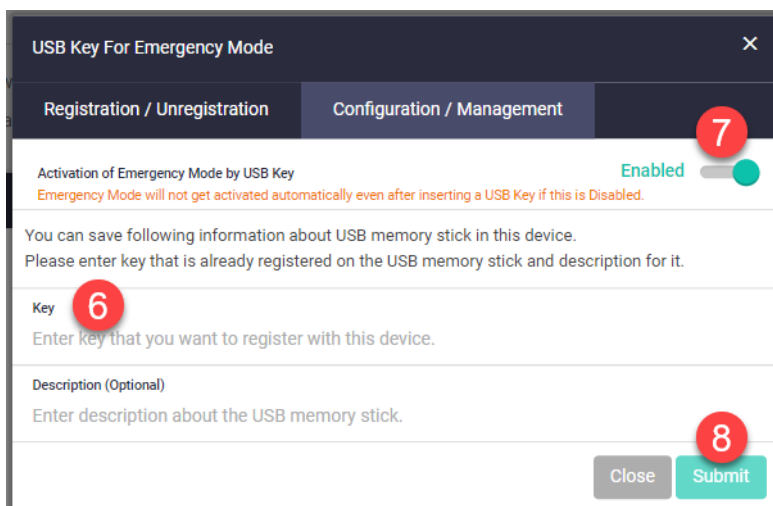 USB Key For Emergency Mode ×
Registration / Unregistration Configuration / Management
7
Activation of Emergency Mode by USB Key Enabled
Emergency Mode will not get activated automatically even after inserting a USB Key if this is Disabled.
You can save following information about USB memory stick in this device.
Please enter key that is already registered on the USB memory stick and description for it.
Key 6
Enter key that you want to register with this device.
Description (Optional)
Enter description about the USB memory stick.
8
Close Submit